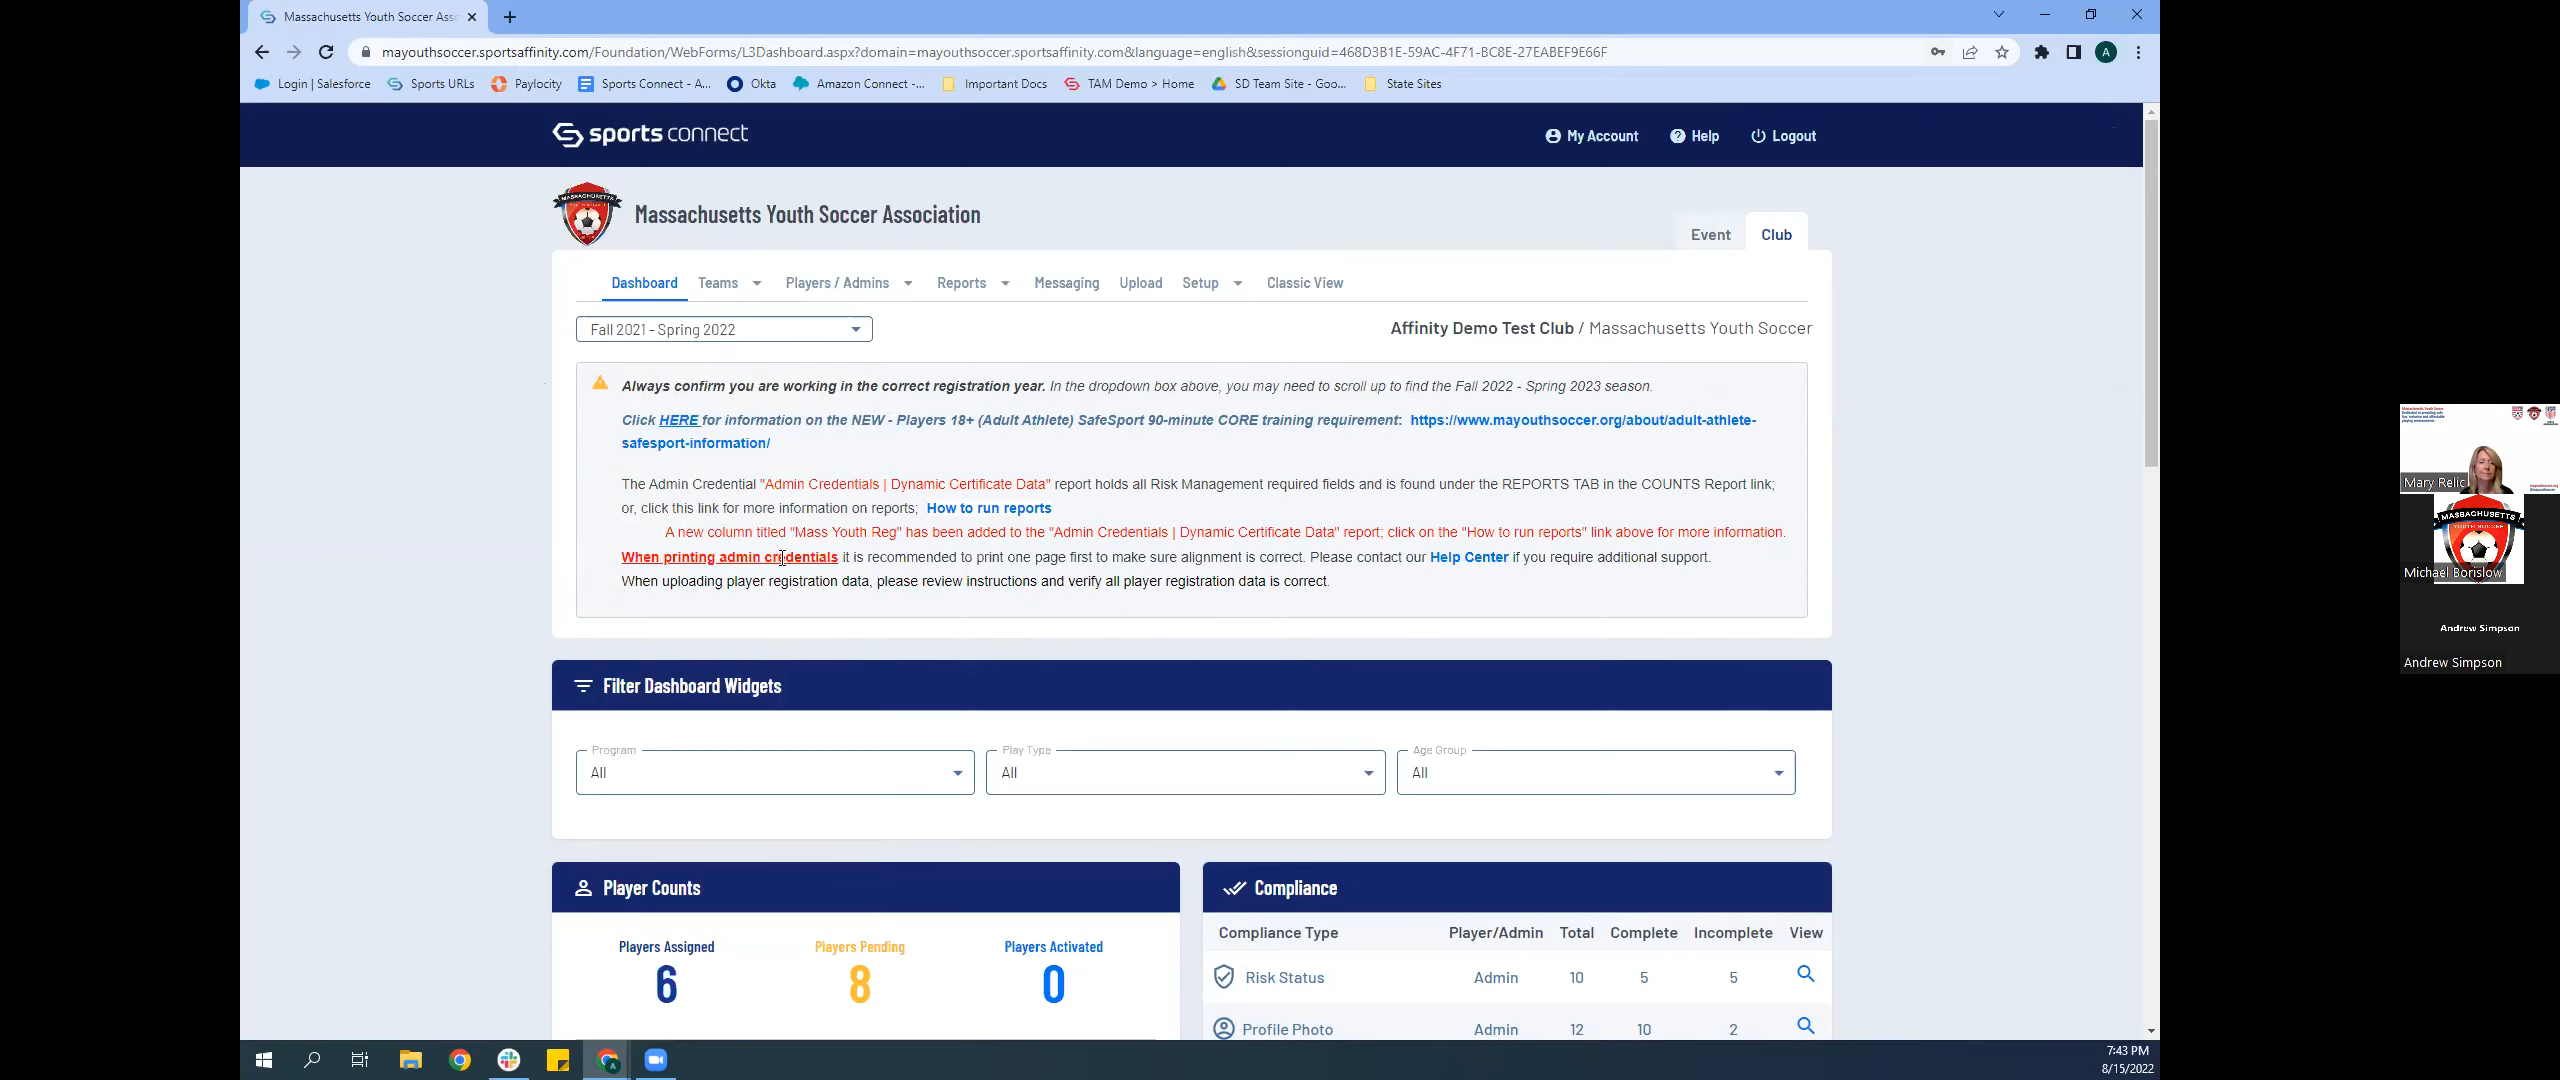 Massachusetts Youth Soccer Asso
mayouthsoccer.sportsaffinity.com/Foundation/WebForms/L3Dashboard.aspx?domain=mayouthsoccer.sportsaffinity.com&language=english&sessionguid=468D3B1E-59AC-4F71-BC8E-27EABEF9E66F
A
Login | Salesforce
Sports URLs
Paylocity
Sports Connect - A...
Okta
Amazon Connect -...
Important Docs
TAM Demo > Home
SD Team Site - Goo...
State Sites
sports connect
My Account
Help
Logout
MASSACHUSETTS
Massachusetts Youth Soccer Association
Event
Club
Dashboard
Teams
Players / Admins
Reports
Messaging
Upload
Setup
Classic View
Fall 2021 - Spring 2022
Affinity Demo Test Club / Massachusetts Youth Soccer
Always confirm you are working in the correct registration year. In the dropdown box above, you may need to scroll up to find the Fall 2022 - Spring 2023 season.
Click HERE for information on the NEW - Players 18+ (Adult Athlete) SafeSport 90-minute CORE training requirement: https://www.mayouthsoccer.org/about/adult-athlete-
safesport-information/
The Admin Credential "Admin Credentials | Dynamic Certificate Data" report holds all Risk Management required fields and is found under the REPORTS TAB in the COUNTS Report link;
or, click this link for more information on reports; How to run reports
A new column titled "Mass Youth Reg" has been added to the "Admin Credentials | Dynamic Certificate Data" report; click on the "How to run reports" link above for more information.
When printing admin credentials it is recommended to print one page first to make sure alignment is correct. Please contact our Help Center if you require additional support.
When uploading player registration data, please review instructions and verify all player registration data is correct.
Filter Dashboard Widgets
Program
All
Play Type
All
Age Group
All
Player Counts
Players Assigned
6
Players Pending
8
Players Activated
0
Compliance
Compliance Type Player/Admin Total Complete Incomplete View
Risk Status Admin 10 5 5
Profile Photo Admin 12 10 2
Mary Relic
MASSACHUSETTS
YOUTH SOCCER
Michael Borislow
Andrew Simpson
Andrew Simpson
7:43 PM
8/15/2022